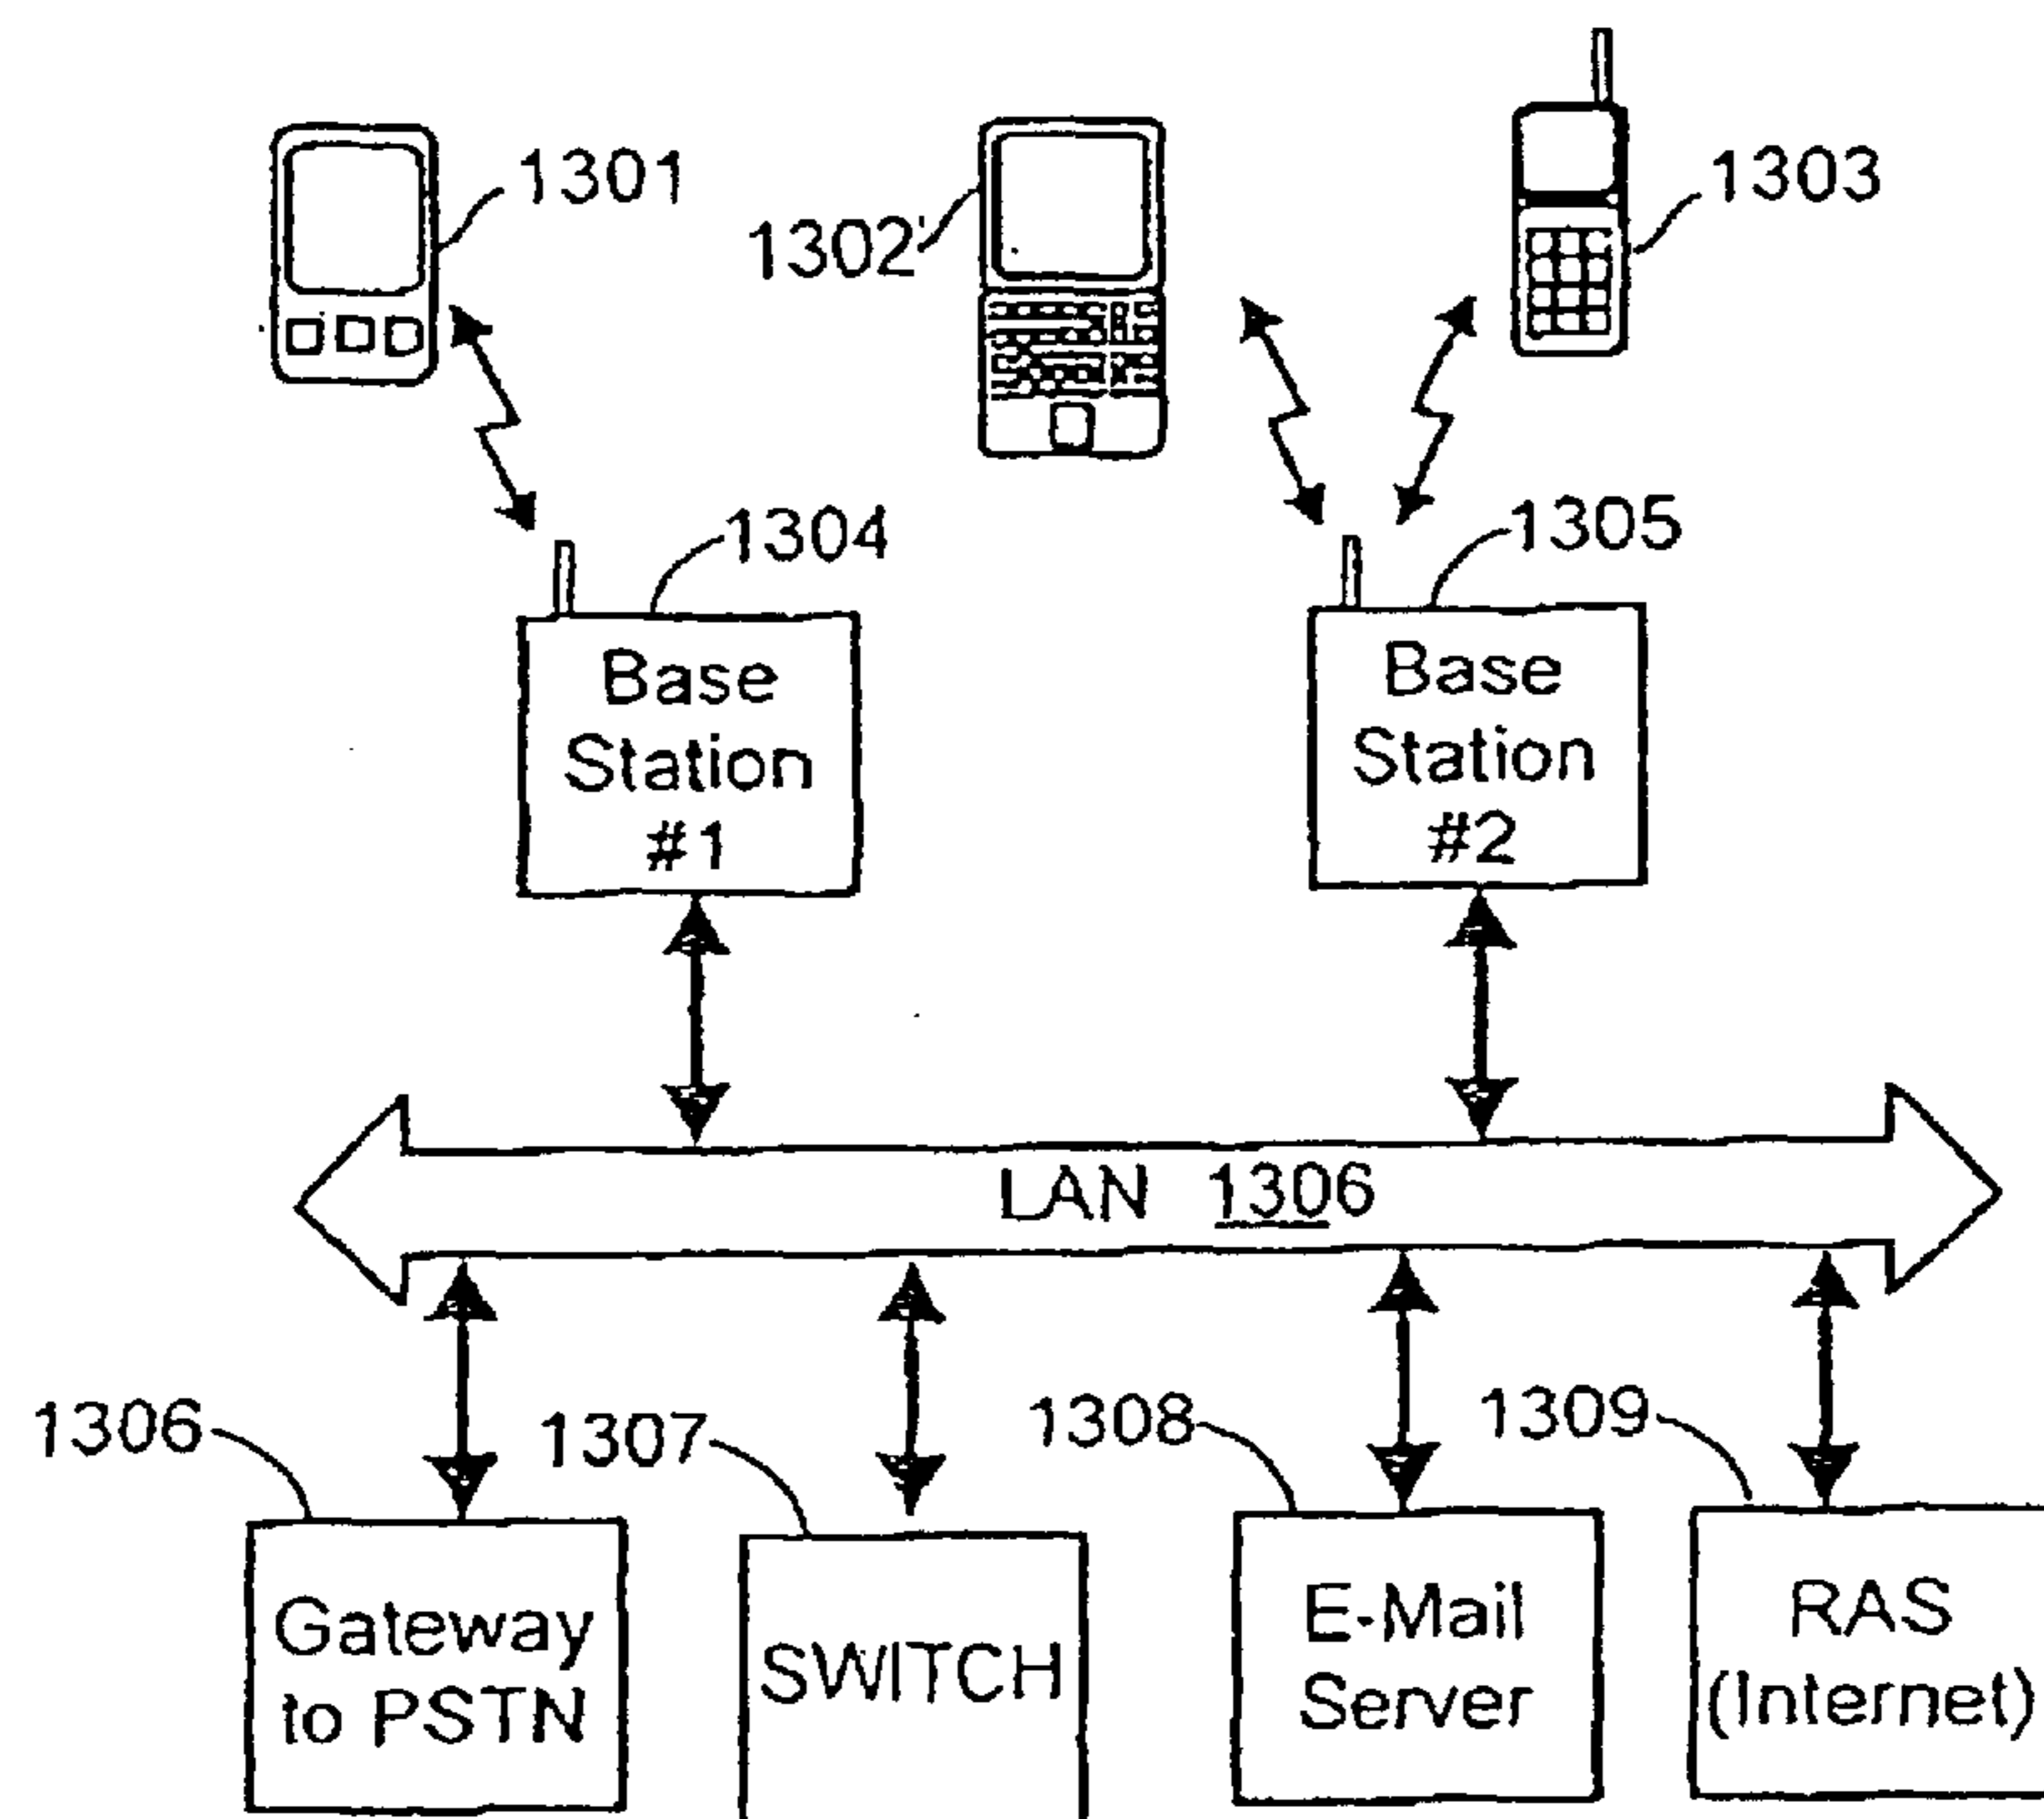 1301
1302
1303
1304
1305
Base
Station
#1
Base
Station
#2
LAN 1306
1306
1307
1308
1309
Gateway
to PSTN
SWITCH
E-Mail
Server
RAS
(Internet)